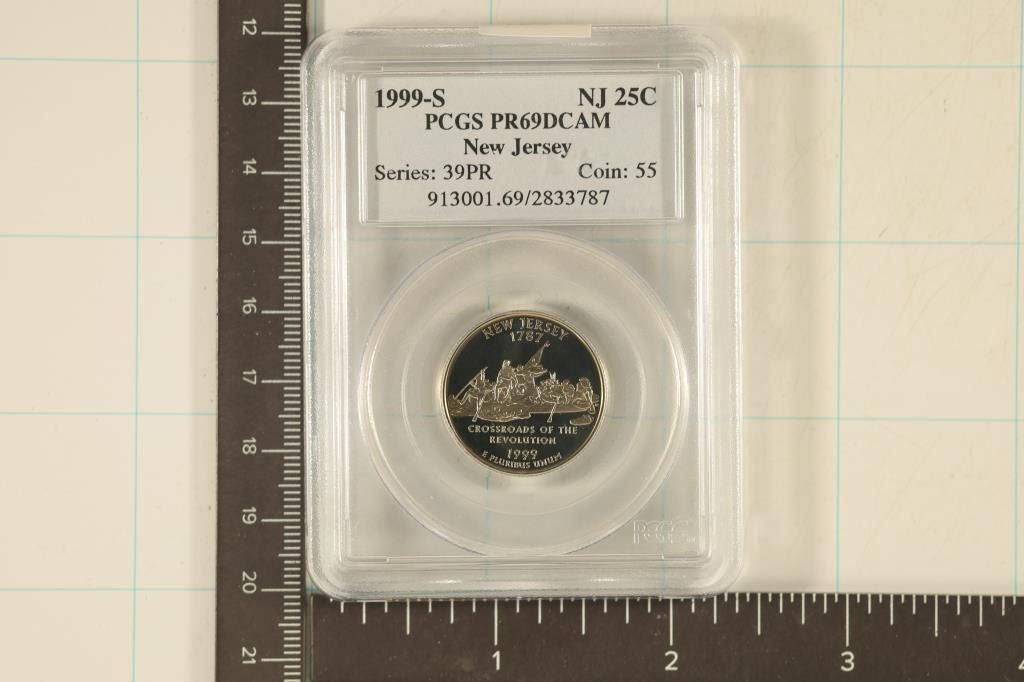 1999-S NJ 25C
PCGS PR69DCAM
New Jersey
Series: 39PR Coin: 55
913001.69/2833787
NEW JERSEY
1787
CROSSROADS OF THE
REVOLUTION
1999
E PLURIBUS UNUM
PCGS
12
13
14
15
16
17
18
19
20
21
1 2 3 4